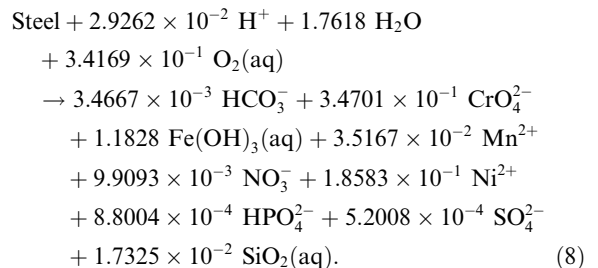 Steel + 2.9262 × 10⁻² H⁺ + 1.7618 H₂O
+ 3.4169 × 10⁻¹ O₂(aq)
→ 3.4667 × 10⁻³ HCO₃⁻ + 3.4701 × 10⁻¹ CrO₄²⁻
+ 1.1828 Fe(OH)₃(aq) + 3.5167 × 10⁻² Mn²⁺
+ 9.9093 × 10⁻³ NO₃⁻ + 1.8583 × 10⁻¹ Ni²⁺
+ 8.8004 × 10⁻⁴ HPO₄²⁻ + 5.2008 × 10⁻⁴ SO₄²⁻
+ 1.7325 × 10⁻² SiO₂(aq). (8)